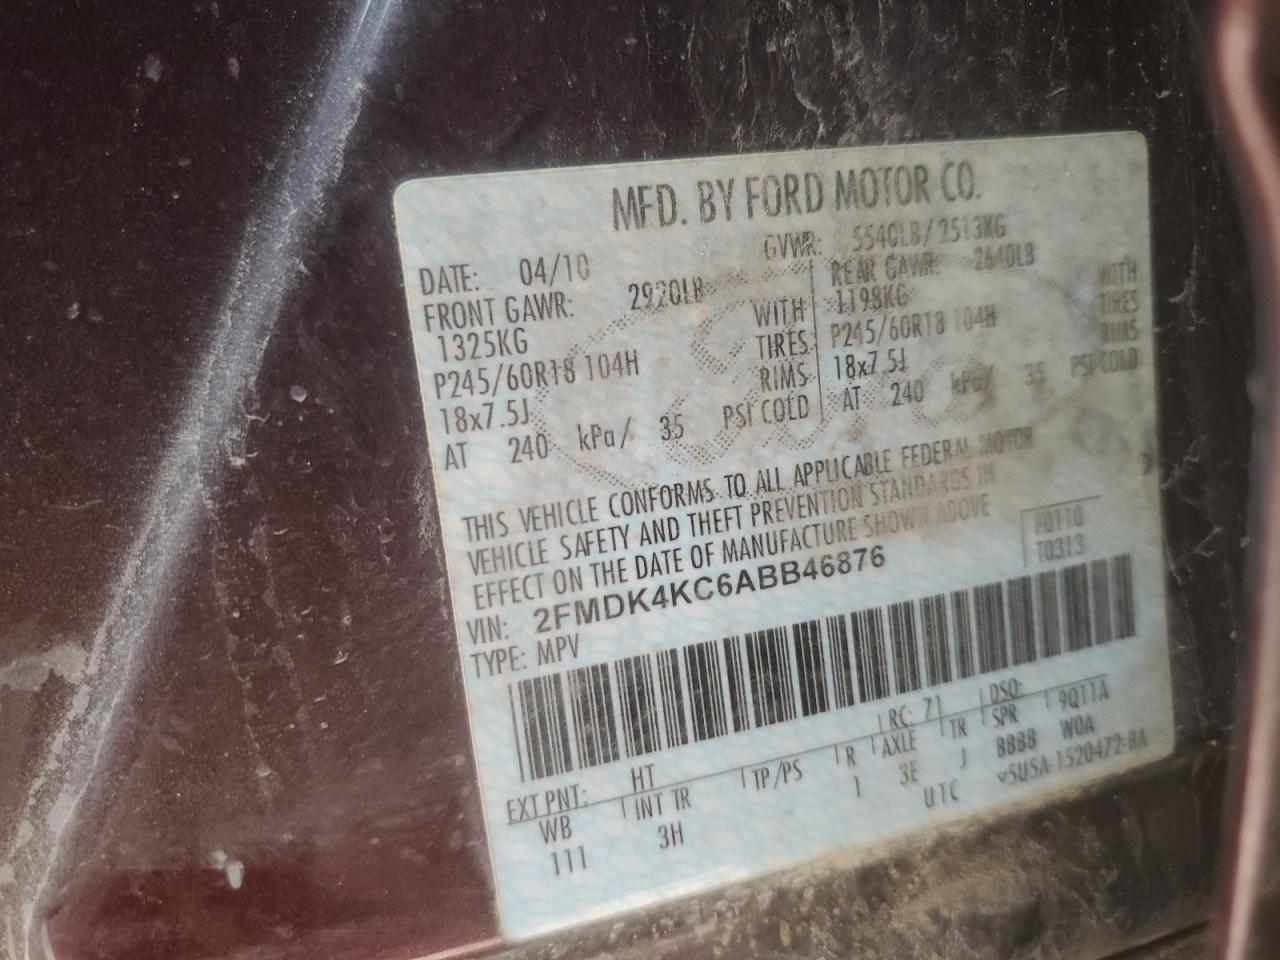 MFD. BY FORD MOTOR CO.
DATE: 04/10 GVWR: 5540LB/2513KG
FRONT GAWR: 2920LB REAR GAWR: 2640LB
1325KG WITH 1198KG WITH
P245/60R18 104H TIRES P245/60R18 104H TIRES
18x7.5J RIMS 18x7.5J RIMS
AT 240 kPa/ 35 PSI COLD AT 240 kPa/ 35 PSI COLD
THIS VEHICLE CONFORMS TO ALL APPLICABLE FEDERAL MOTOR
VEHICLE SAFETY AND THEFT PREVENTION STANDARDS IN
EFFECT ON THE DATE OF MANUFACTURE SHOWN ABOVE
VIN: 2FMDK4KC6ABB46876 F0110
TYPE: MPV T0313
EXT PNT: HT RC: 71 DSO:
WB INT TR TP/PS R AXLE TR SPR 9Q11A
111 3H 1 3E J BBBB WOA
UTC v5U5A-1520472-BA